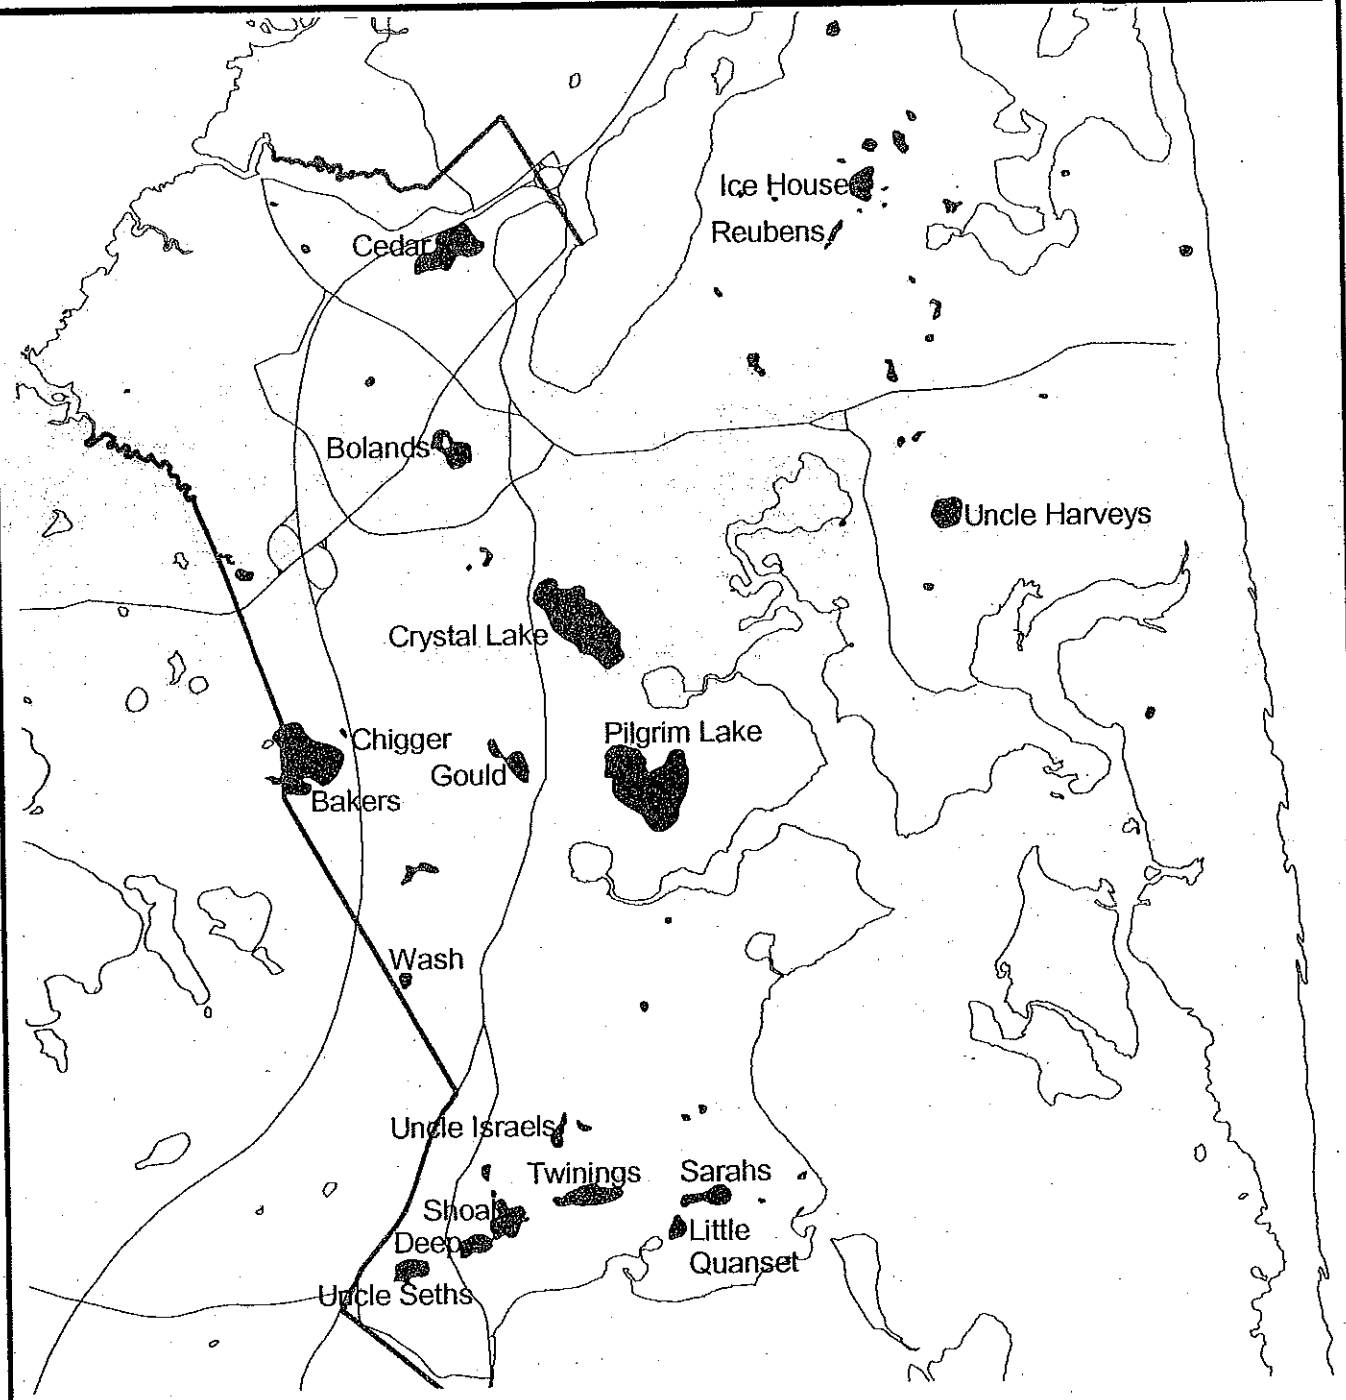 Ice House
Reubens
Cedar
Bolands
Uncle Harveys
Crystal Lake
Pilgrim Lake
Chigger
Gould
Bakers
Wash
Uncle Israels
Twinings
Sarahs
Shoal
Little
Quanset
Deep
Uncle Seths